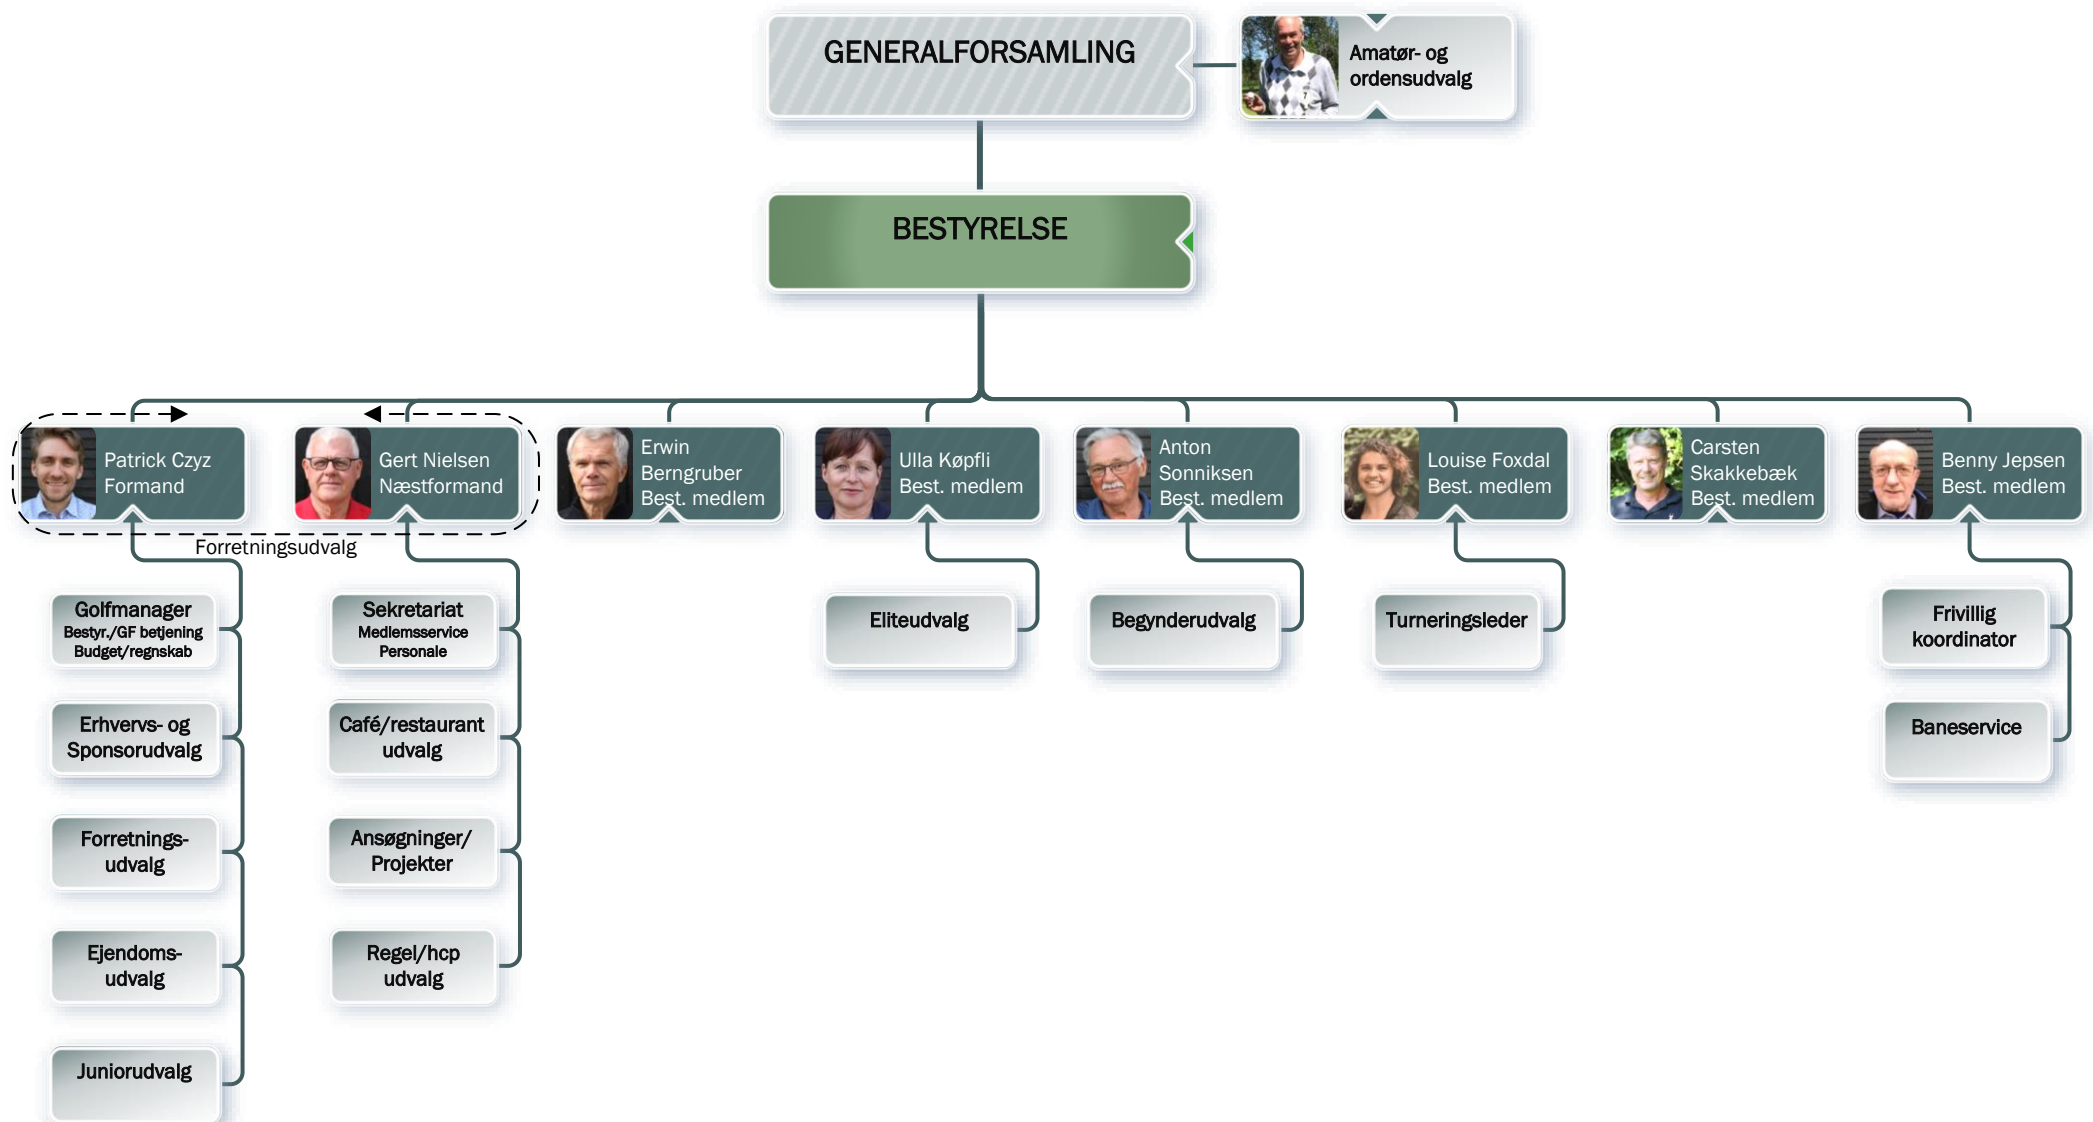 GENERALFORSAMLING
Amatør- og
ordensudvalg
BESTYRELSE
Patrick Czyz
Formand
Gert Nielsen
Næstformand
Erwin
Berngruber
Best. medlem
Ulla Køpfli
Best. medlem
Anton
Sonniksen
Best. medlem
Louise Foxdal
Best. medlem
Carsten
Skakkebæk
Best. medlem
Benny Jepsen
Best. medlem
Forretningsudvalg
Golfmanager
Bestyr./GF betjening
Budget/regnskab
Erhvervs- og
Sponsorudvalg
Forretnings-
udvalg
Ejendoms-
udvalg
Juniorudvalg
Sekretariat
Medlemsservice
Personale
Café/restaurant
udvalg
Ansøgninger/
Projekter
Regel/hcp
udvalg
Eliteudvalg
Begynderudvalg
Turneringsleder
Frivillig
koordinator
Baneservice